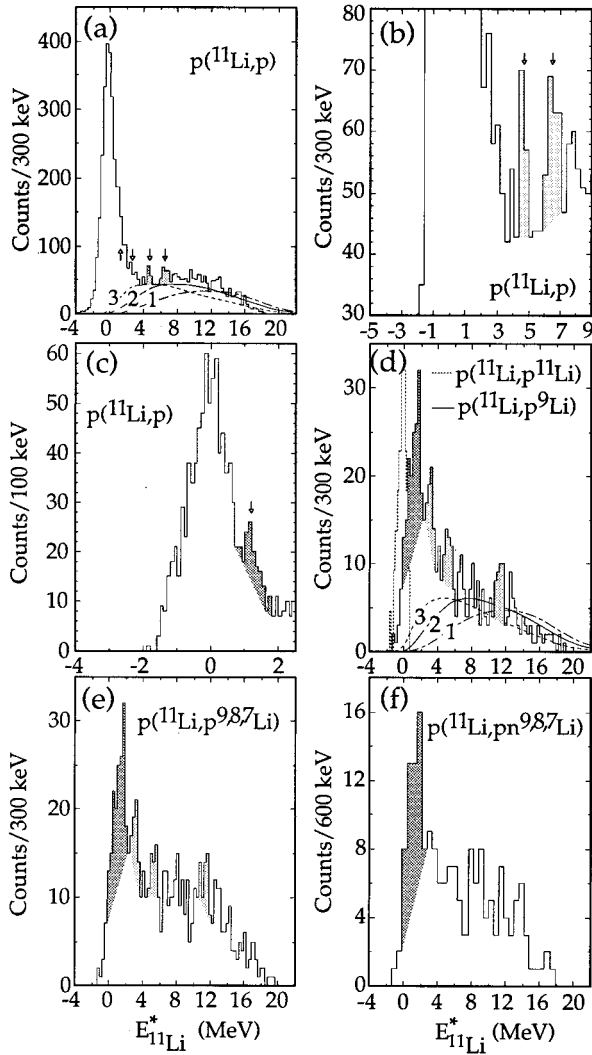 (a)
p(¹¹Li,p)
Counts/300 keV
400
300
200
100
0
3 2 1
-4 0 4 8 12 16 20
(b)
Counts/300 keV
80
70
60
50
40
30
p(¹¹Li,p)
-5 -3 -1 1 3 5 7 9
(c)
p(¹¹Li,p)
Counts/100 keV
60
50
40
30
20
10
0
-2 0 2
(d)
p(¹¹Li,p¹¹Li)
p(¹¹Li,p⁹Li)
Counts/300 keV
30
20
10
0
3 2 1
-4 0 4 8 12 16 20
(e)
p(¹¹Li,p⁹,⁸,⁷Li)
Counts/300 keV
30
20
10
0
-4 0 4 8 12 16 20
E*₁₁Li (MeV)
(f)
p(¹¹Li,pn⁹,⁸,⁷Li)
Counts/600 keV
16
12
8
4
0
-4 0 4 8 12 16 20
E*₁₁Li (MeV)